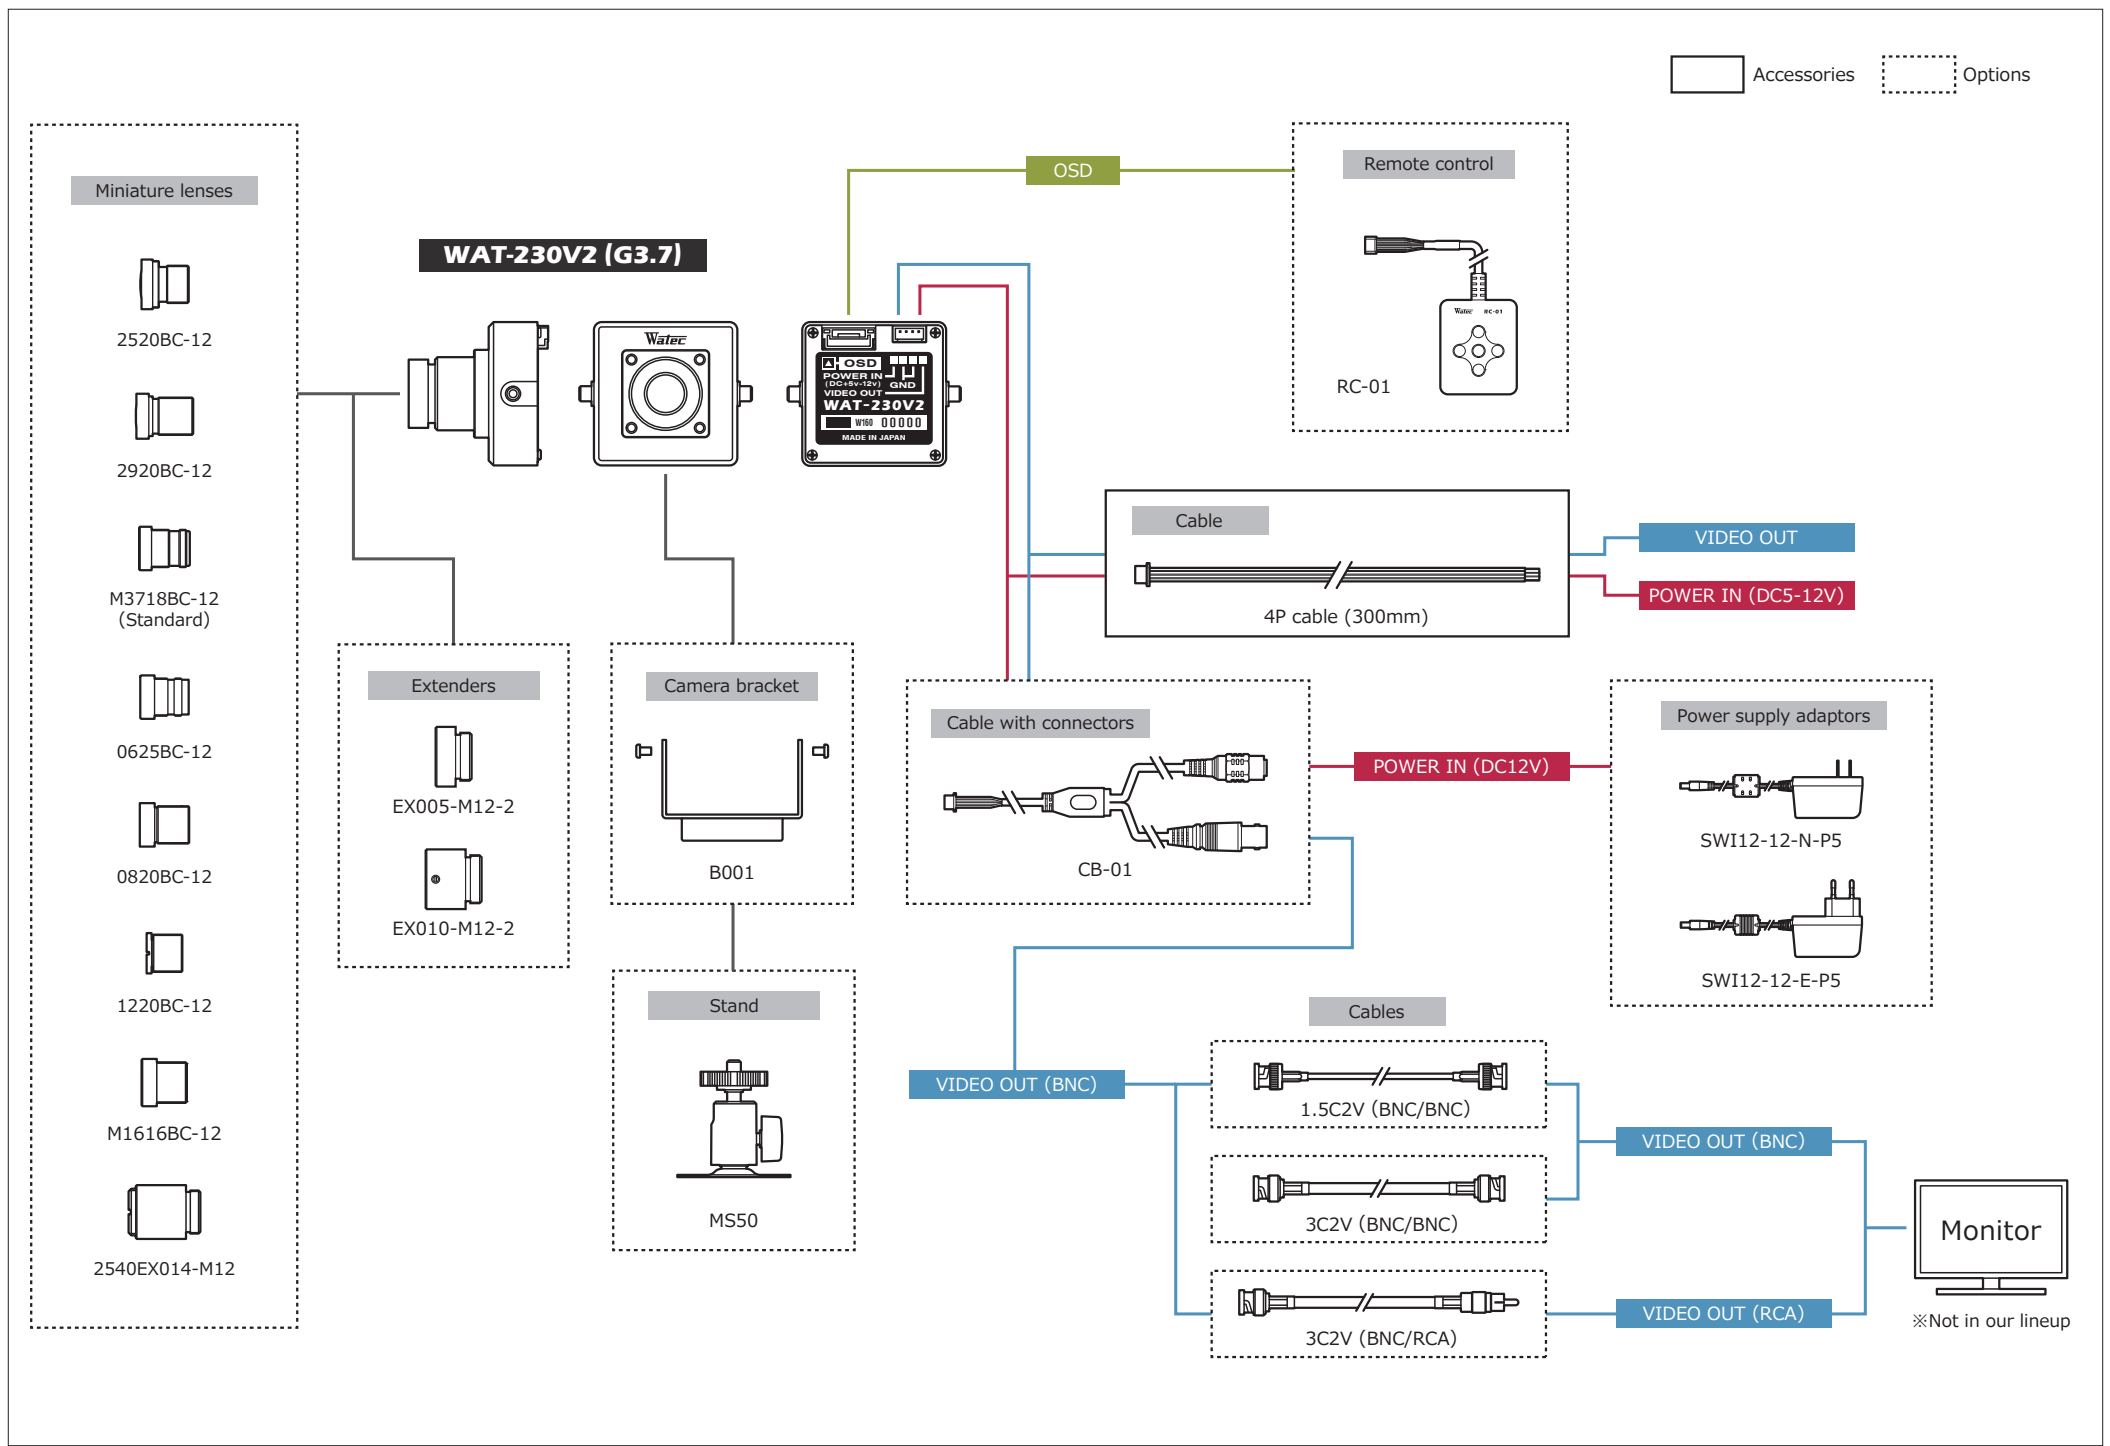 Accessories
Options
Miniature lenses
2520BC-12
2920BC-12
M3718BC-12
(Standard)
0625BC-12
0820BC-12
1220BC-12
M1616BC-12
2540EX014-M12
WAT-230V2 (G3.7)
Watec
OSD
POWER IN
(DC+5v-12v)
GND
VIDEO OUT
WAT-230V2
W160 00000
MADE IN JAPAN
OSD
Remote control
Watec RC-01
RC-01
Cable
4P cable (300mm)
VIDEO OUT
POWER IN (DC5-12V)
Extenders
EX005-M12-2
EX010-M12-2
Camera bracket
B001
Stand
MS50
Cable with connectors
CB-01
POWER IN (DC12V)
Power supply adaptors
SWI12-12-N-P5
SWI12-12-E-P5
VIDEO OUT (BNC)
Cables
1.5C2V (BNC/BNC)
3C2V (BNC/BNC)
3C2V (BNC/RCA)
VIDEO OUT (BNC)
VIDEO OUT (RCA)
Monitor
※Not in our lineup